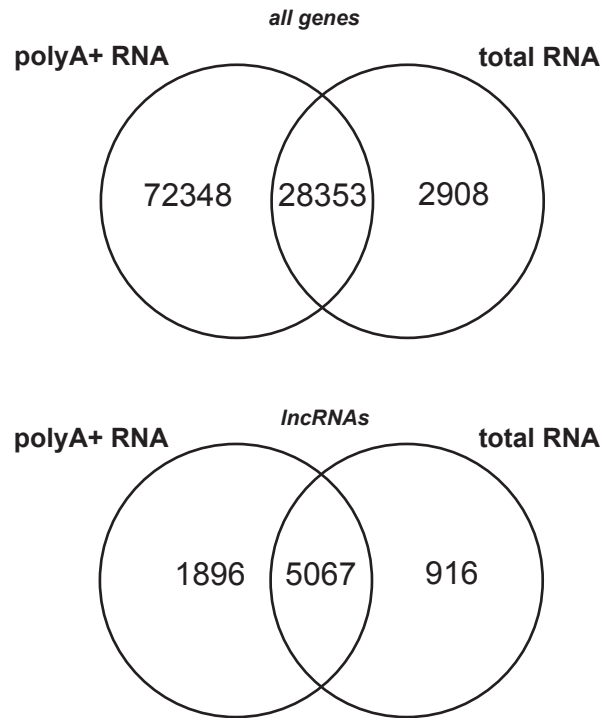 all genes
polyA+ RNA total RNA
72348 28353 2908
lncRNAs
polyA+ RNA total RNA
1896 5067 916